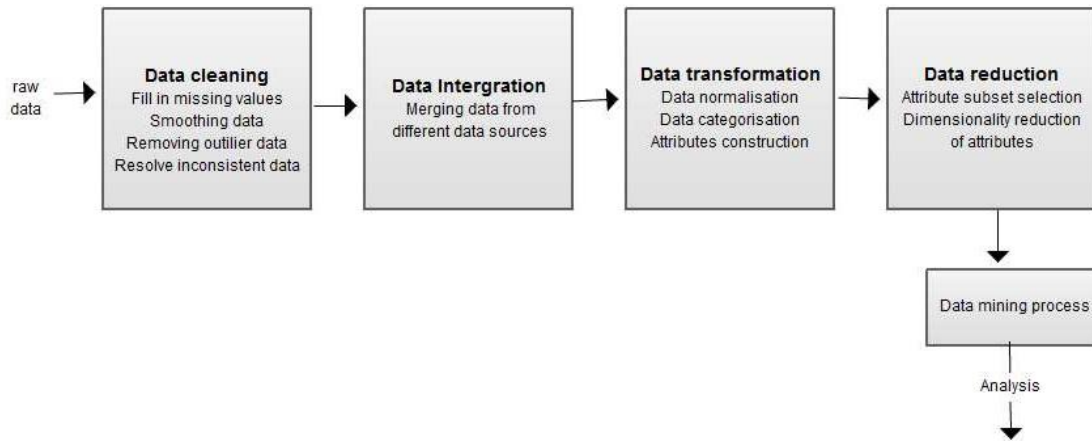 raw
data
Data cleaning
Fill in missing values
Smoothing data
Removing outilier data
Resolve inconsistent data
Data Intergration
Merging data from
different data sources
Data transformation
Data normalisation
Data categorisation
Attributes construction
Data reduction
Attribute subset selection
Dimensionality reduction
of attributes
Data mining process
Analysis